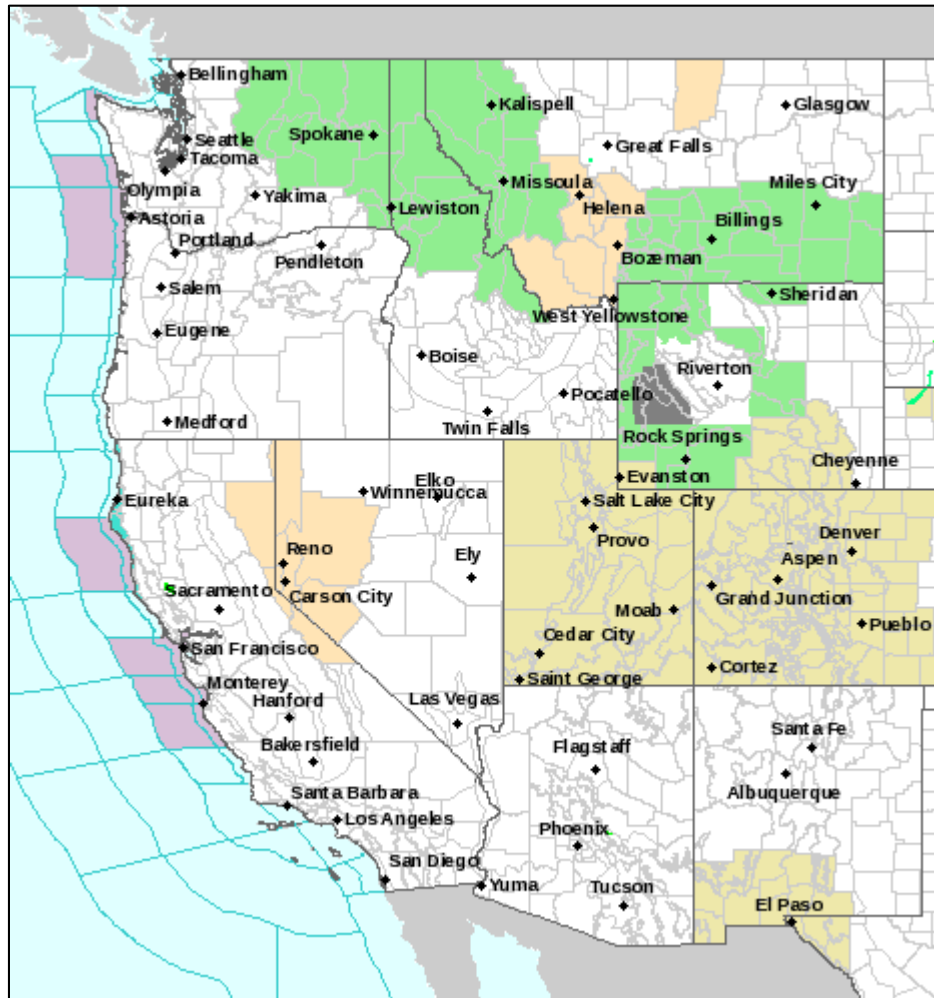 Bellingham
Kalispell
Glasgow
Spokane
Seattle
Great Falls
Tacoma
Olympia
Missoula
Miles City
Yakima
Lewiston
Helena
Billings
Astoria
Portland
Pendleton
Bozeman
Salem
Sheridan
West Yellowstone
Eugene
Boise
Riverton
Pocatello
Medford
Twin Falls
Rock Springs
Cheyenne
Elko
Evanston
Eureka
Winnemucca
Salt Lake City
Provo
Denver
Reno
Ely
Aspen
Sacramento
Carson City
Grand Junction
Moab
Pueblo
San Francisco
Cedar City
Cortez
Saint George
Monterey
Hanford
Las Vegas
Santa Fe
Bakersfield
Flagstaff
Albuquerque
Santa Barbara
Los Angeles
Phoenix
San Diego
Yuma
Tucson
El Paso